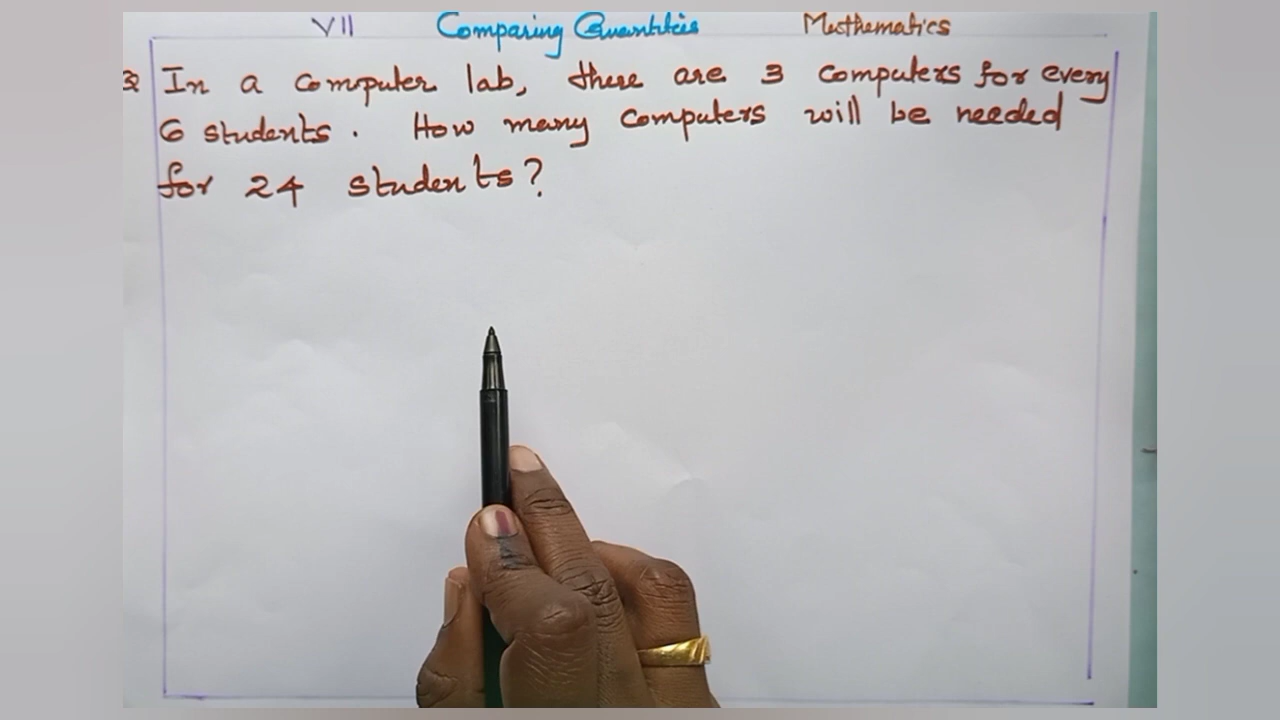 VII Comparing Quantities Mathematics
Q In a computer lab, there are 3 computers for every
6 students. How many computers will be needed
for 24 students?